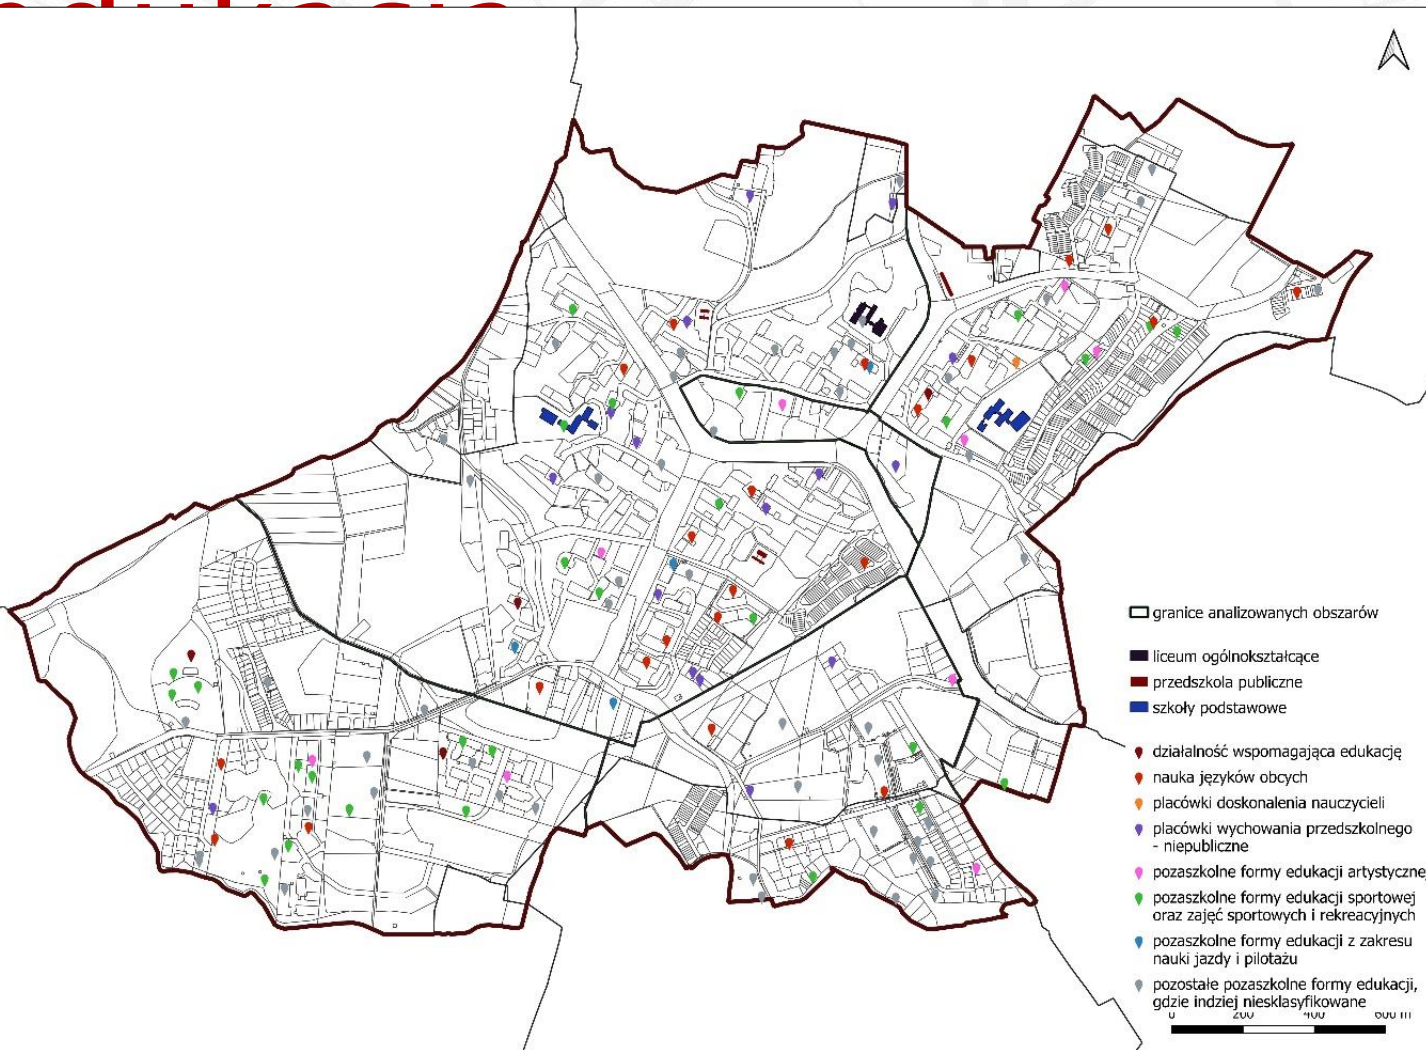 edukacja
granice analizowanych obszarów
liceum ogólnokształcące
przedszkola publiczne
szkoły podstawowe
działalność wspomagająca edukację
nauka języków obcych
placówki doskonalenia nauczycieli
placówki wychowania przedszkolnego
- niepubliczne
pozaszkolne formy edukacji artystycznej
pozaszkolne formy edukacji sportowej
oraz zajęć sportowych i rekreacyjnych
pozaszkolne formy edukacji z zakresu
nauki jazdy i pilotażu
pozostałe pozaszkolne formy edukacji,
gdzie indziej niesklasyfikowane
0 200 400 600 m